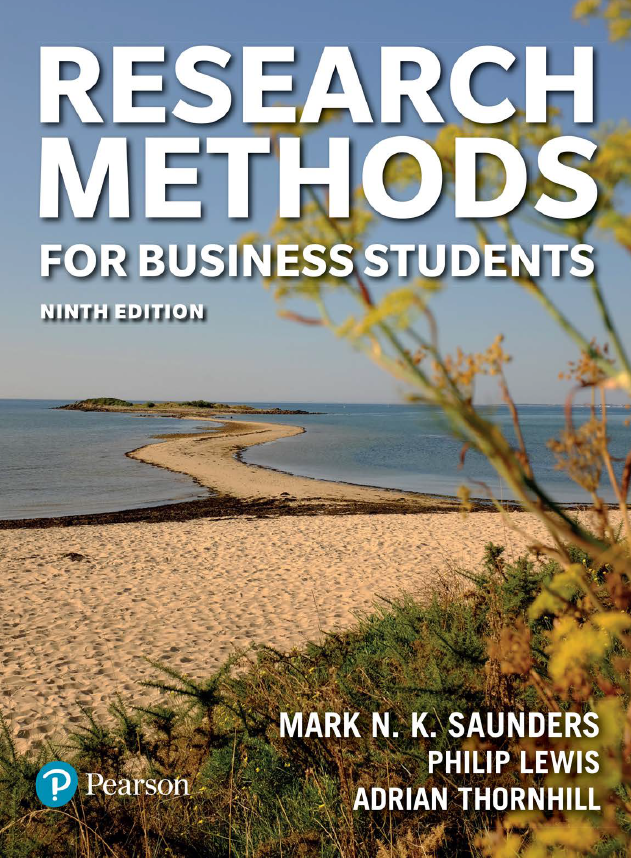 RESEARCH
METHODS
FOR BUSINESS STUDENTS
NINTH EDITION
MARK N. K. SAUNDERS
PHILIP LEWIS
ADRIAN THORNHILL
P Pearson